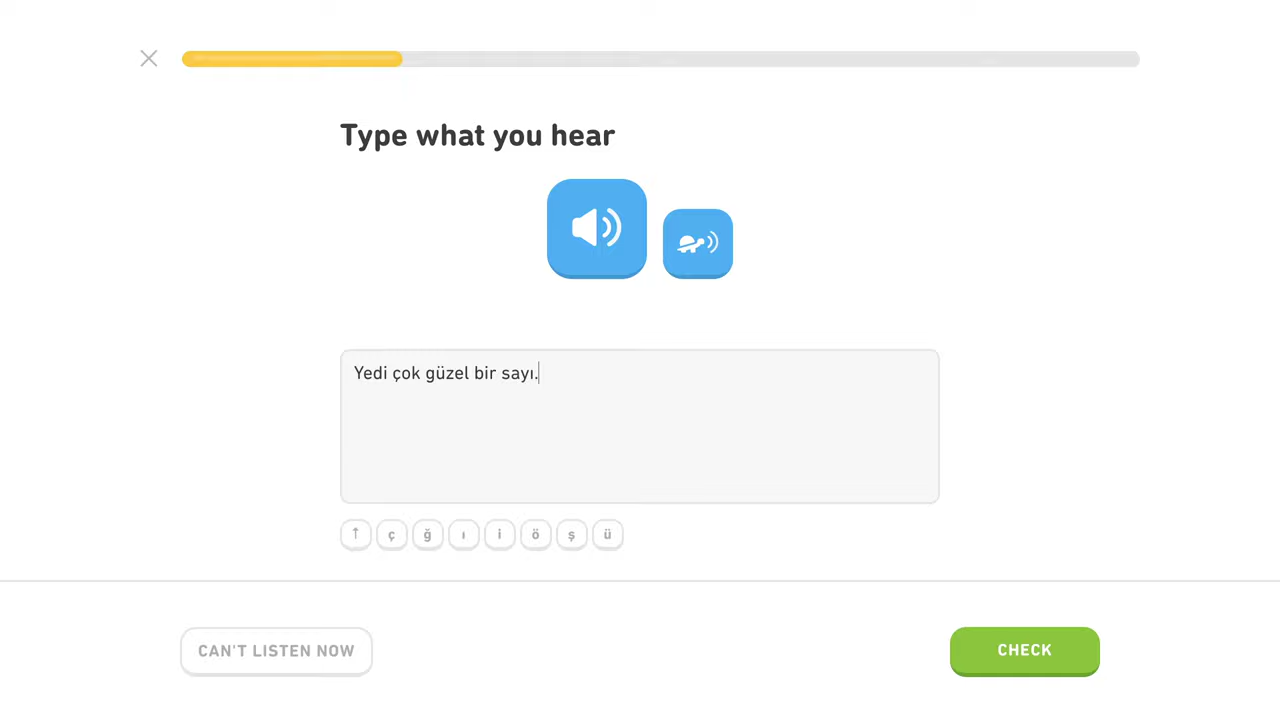 Type what you hear
Yedi çok güzel bir sayı.
↑ ç ğ ı i ö ş ü
CAN'T LISTEN NOW
CHECK